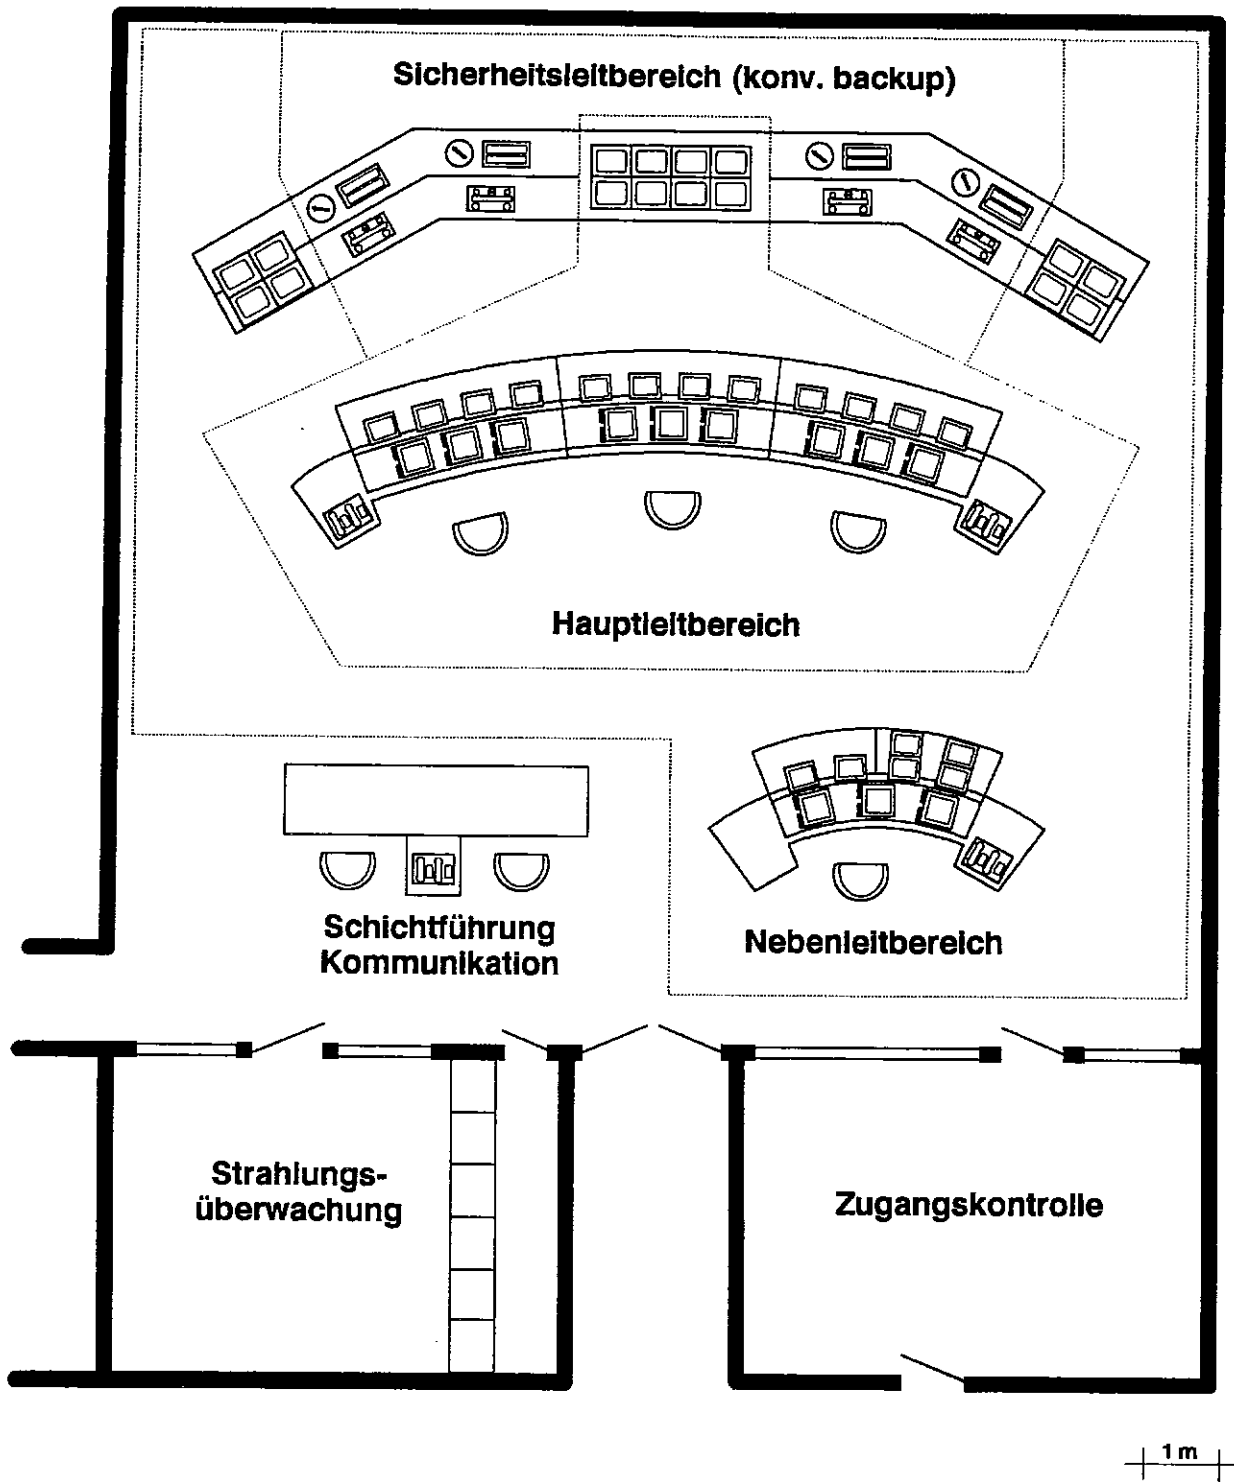 Sicherheitsleitbereich (konv. backup)
Hauptleitbereich
Schichtführung
Kommunikation
Nebenleitbereich
Strahlungs-
überwachung
Zugangskontrolle
1 m